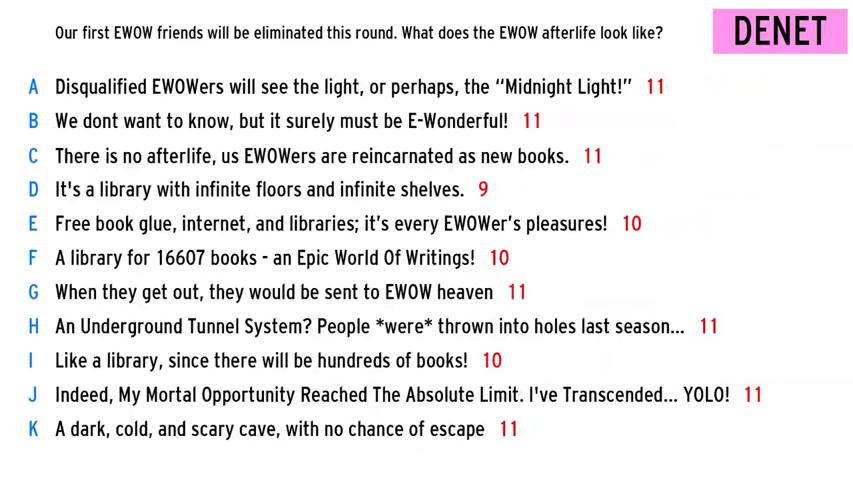 Our first EWOW friends will be eliminated this round. What does the EWOW afterlife look like?
DENET
A Disqualified EWOWers will see the light, or perhaps, the “Midnight Light!” 11
B We dont want to know, but it surely must be E-Wonderful! 11
C There is no afterlife, us EWOWers are reincarnated as new books. 11
D It's a library with infinite floors and infinite shelves. 9
E Free book glue, internet, and libraries; it’s every EWOWer’s pleasures! 10
F A library for 16607 books - an Epic World Of Writings! 10
G When they get out, they would be sent to EWOW heaven 11
H An Underground Tunnel System? People *were* thrown into holes last season... 11
I Like a library, since there will be hundreds of books! 10
J Indeed, My Mortal Opportunity Reached The Absolute Limit. I've Transcended... YOLO! 11
K A dark, cold, and scary cave, with no chance of escape 11